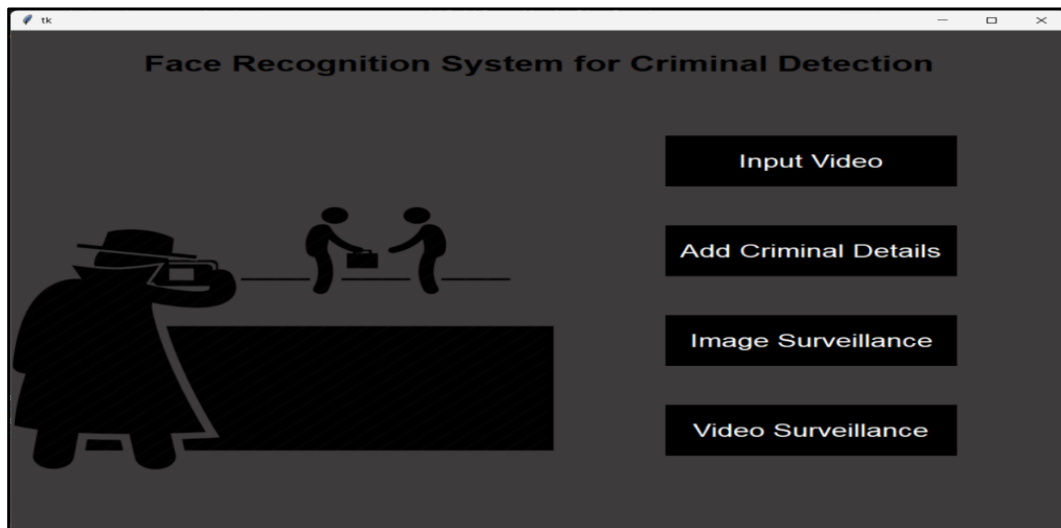 tk
Face Recognition System for Criminal Detection
Input Video
Add Criminal Details
Image Surveillance
Video Surveillance